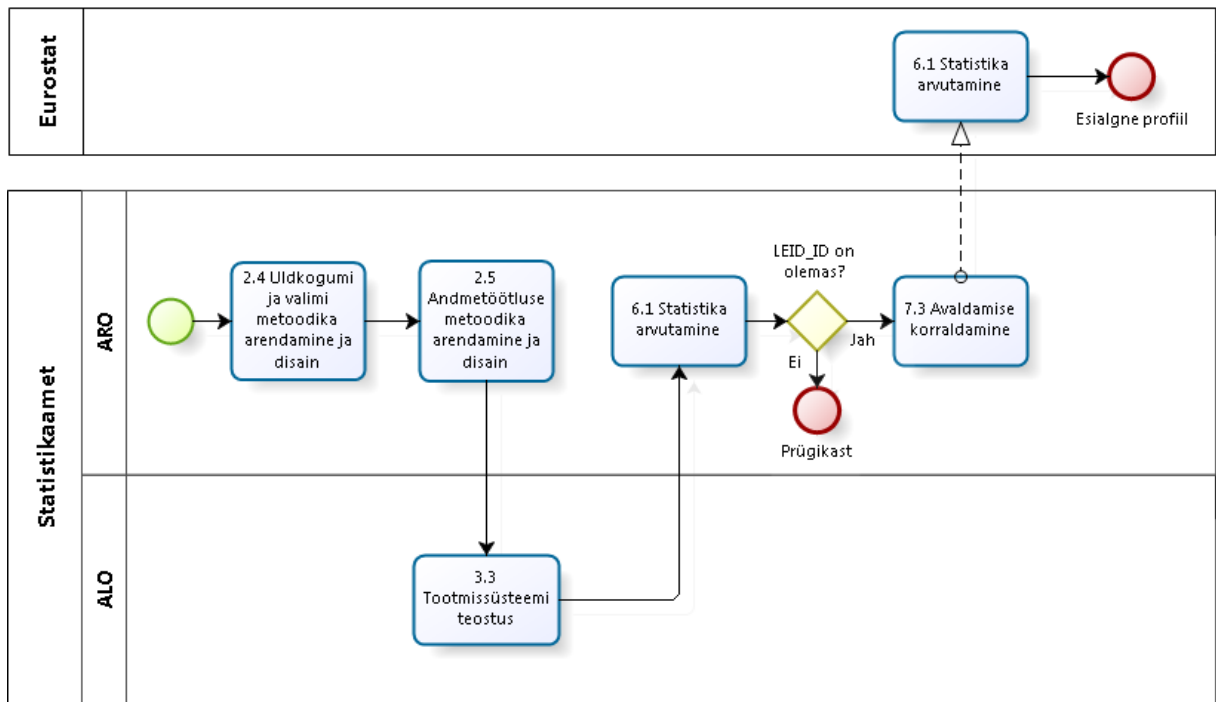 Eurostat
6.1 Statistika
arvutamine
Esialgne profiil
Statistikaamet
ARO
2.4 Uldkogumi
ja valimi
metoodika
arendamine ja
disain
2.5
Andmetöötluse
metoodika
arendamine ja
disain
6.1 Statistika
arvutamine
LEID_ID on
olemas?
Jah
Ei
Prügikast
7.3 Avaldamise
korraldamine
ALO
3.3
Tootmissüsteemi
teostus